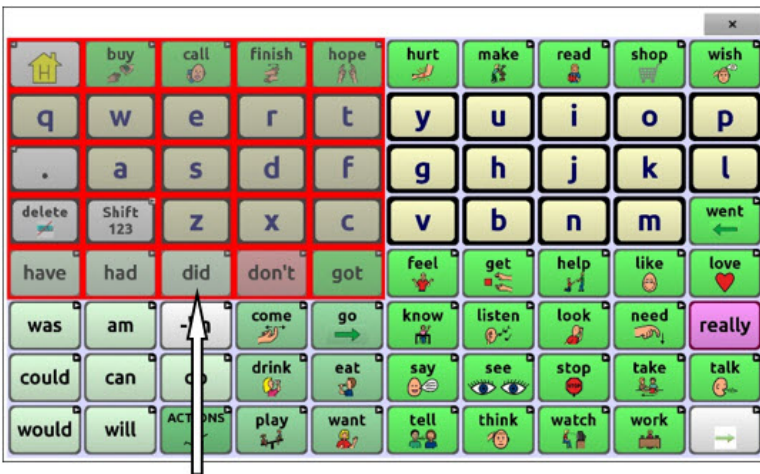 ×
buy call finish hope hurt make read shop wish
q w e r t y u i o p
. a s d f g h j k l
delete Shift 123 z x c v b n m went
have had did don't got feel get help like love
was am come go know listen look need really
could can drink eat say see stop take talk
would will ACTIONS play want tell think watch work